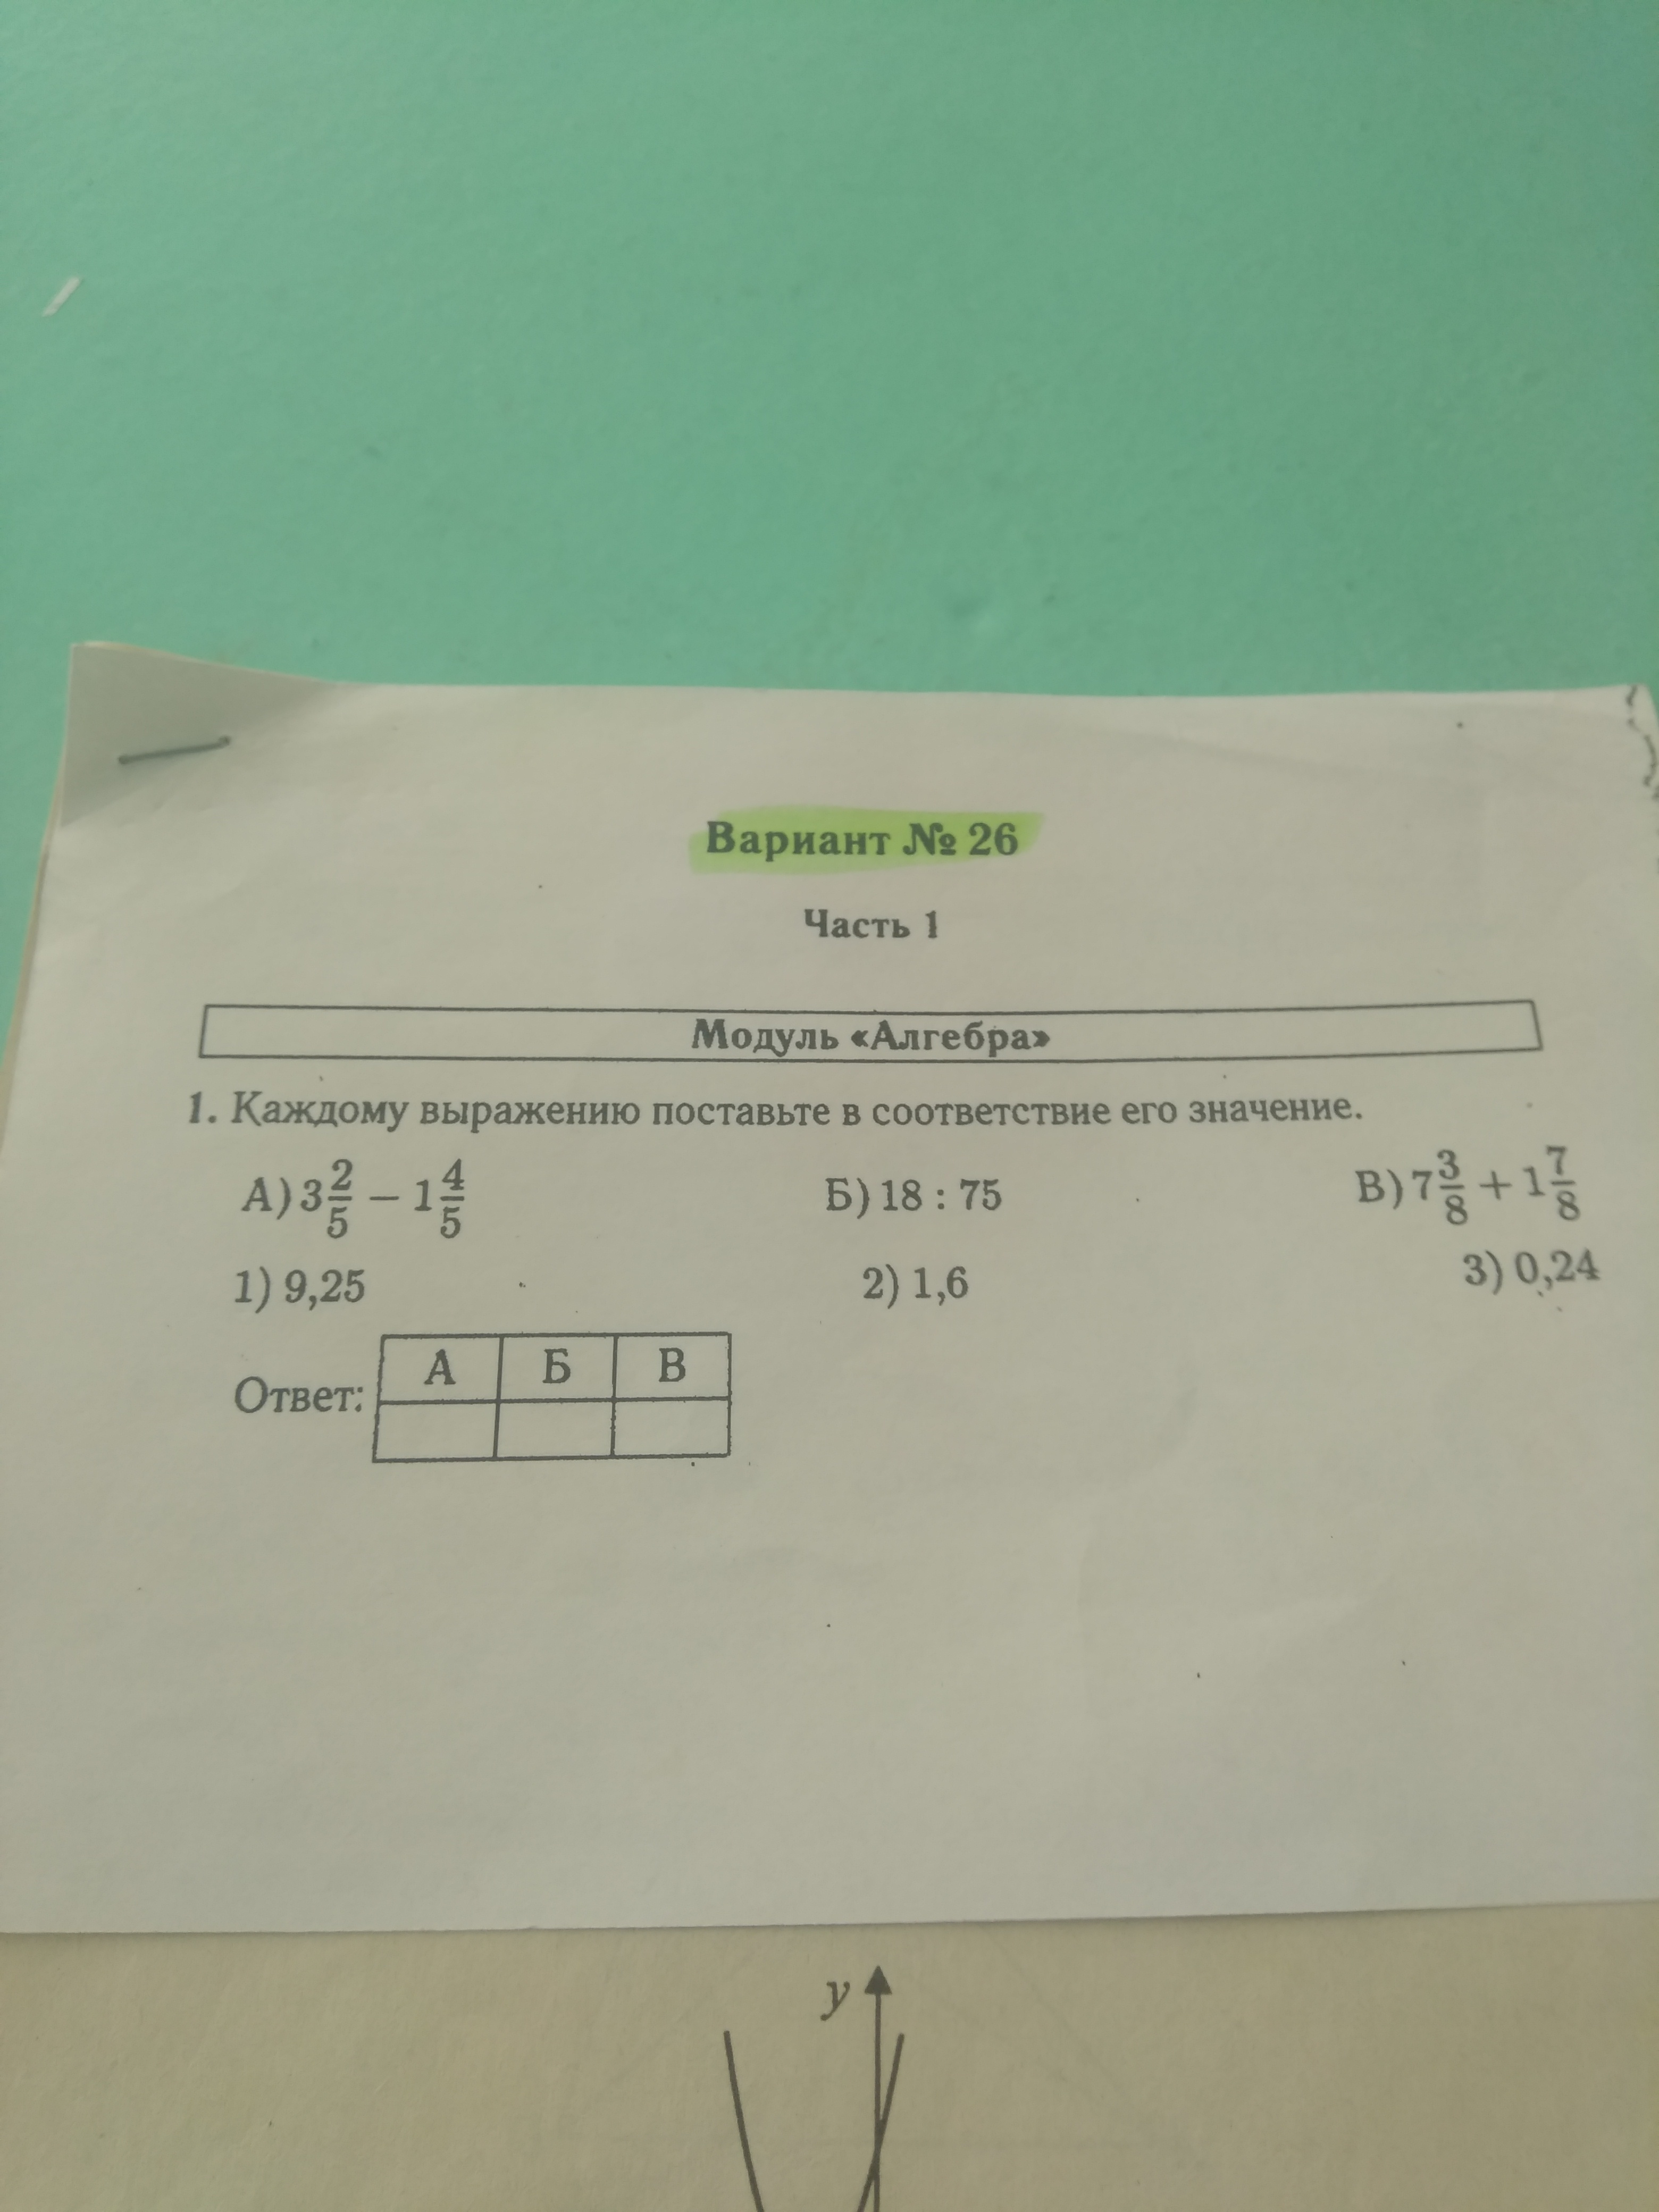 Вариант № 26
Часть 1
Модуль «Алгебра»
1. Каждому выражению поставьте в соответствие его значение.
А) 3 2/5 − 1 4/5 Б) 18 : 75 В) 7 3/8 + 1 7/8
1) 9,25 2) 1,6 3) 0,24
Ответ: А Б В
y